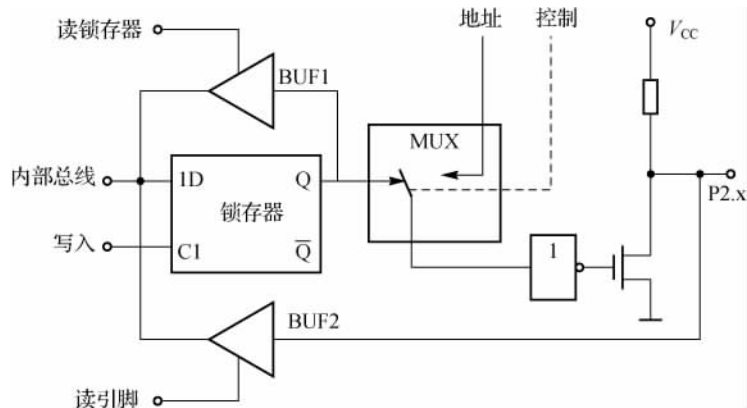 读锁存器
地址
控制
V_CC
BUF1
MUX
内部总线
1D
Q
锁存器
P2.x
写入
C1
Q̅
1
BUF2
读引脚